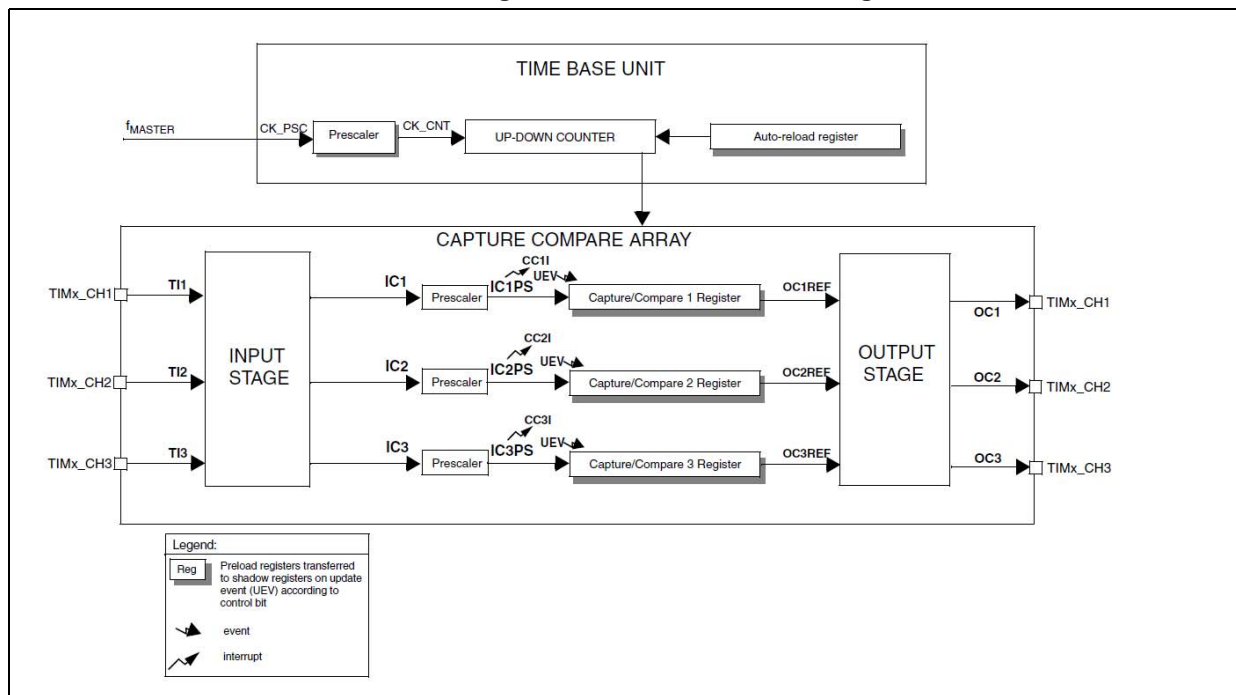 TIME BASE UNIT
fMASTER
CK_PSC
Prescaler
CK_CNT
UP-DOWN COUNTER
Auto-reload register
CAPTURE COMPARE ARRAY
TIMx_CH1
TI1
INPUT
STAGE
IC1
Prescaler
IC1PS
CC1I
UEV
Capture/Compare 1 Register
OC1REF
OUTPUT
STAGE
OC1
TIMx_CH1
TIMx_CH2
TI2
IC2
Prescaler
IC2PS
CC2I
UEV
Capture/Compare 2 Register
OC2REF
OC2
TIMx_CH2
TIMx_CH3
TI3
IC3
Prescaler
IC3PS
CC3I
UEV
Capture/Compare 3 Register
OC3REF
OC3
TIMx_CH3
Legend:
Reg
Preload registers transferred
to shadow registers on update
event (UEV) according to
control bit
event
interrupt